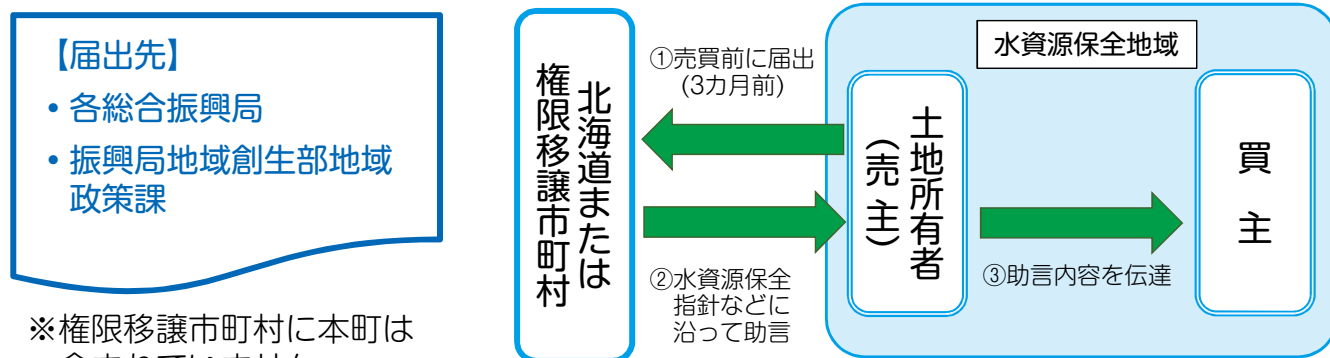 【届出先】
・各総合振興局
・振興局地域創生部地域
政策課
※権限移譲市町村に本町は
北海道または
権限移譲市町村
①売買前に届出
(3カ月前)
②水資源保全
指針などに
沿って助言
水資源保全地域
土地所有者
(売主)
③助言内容を伝達
買主